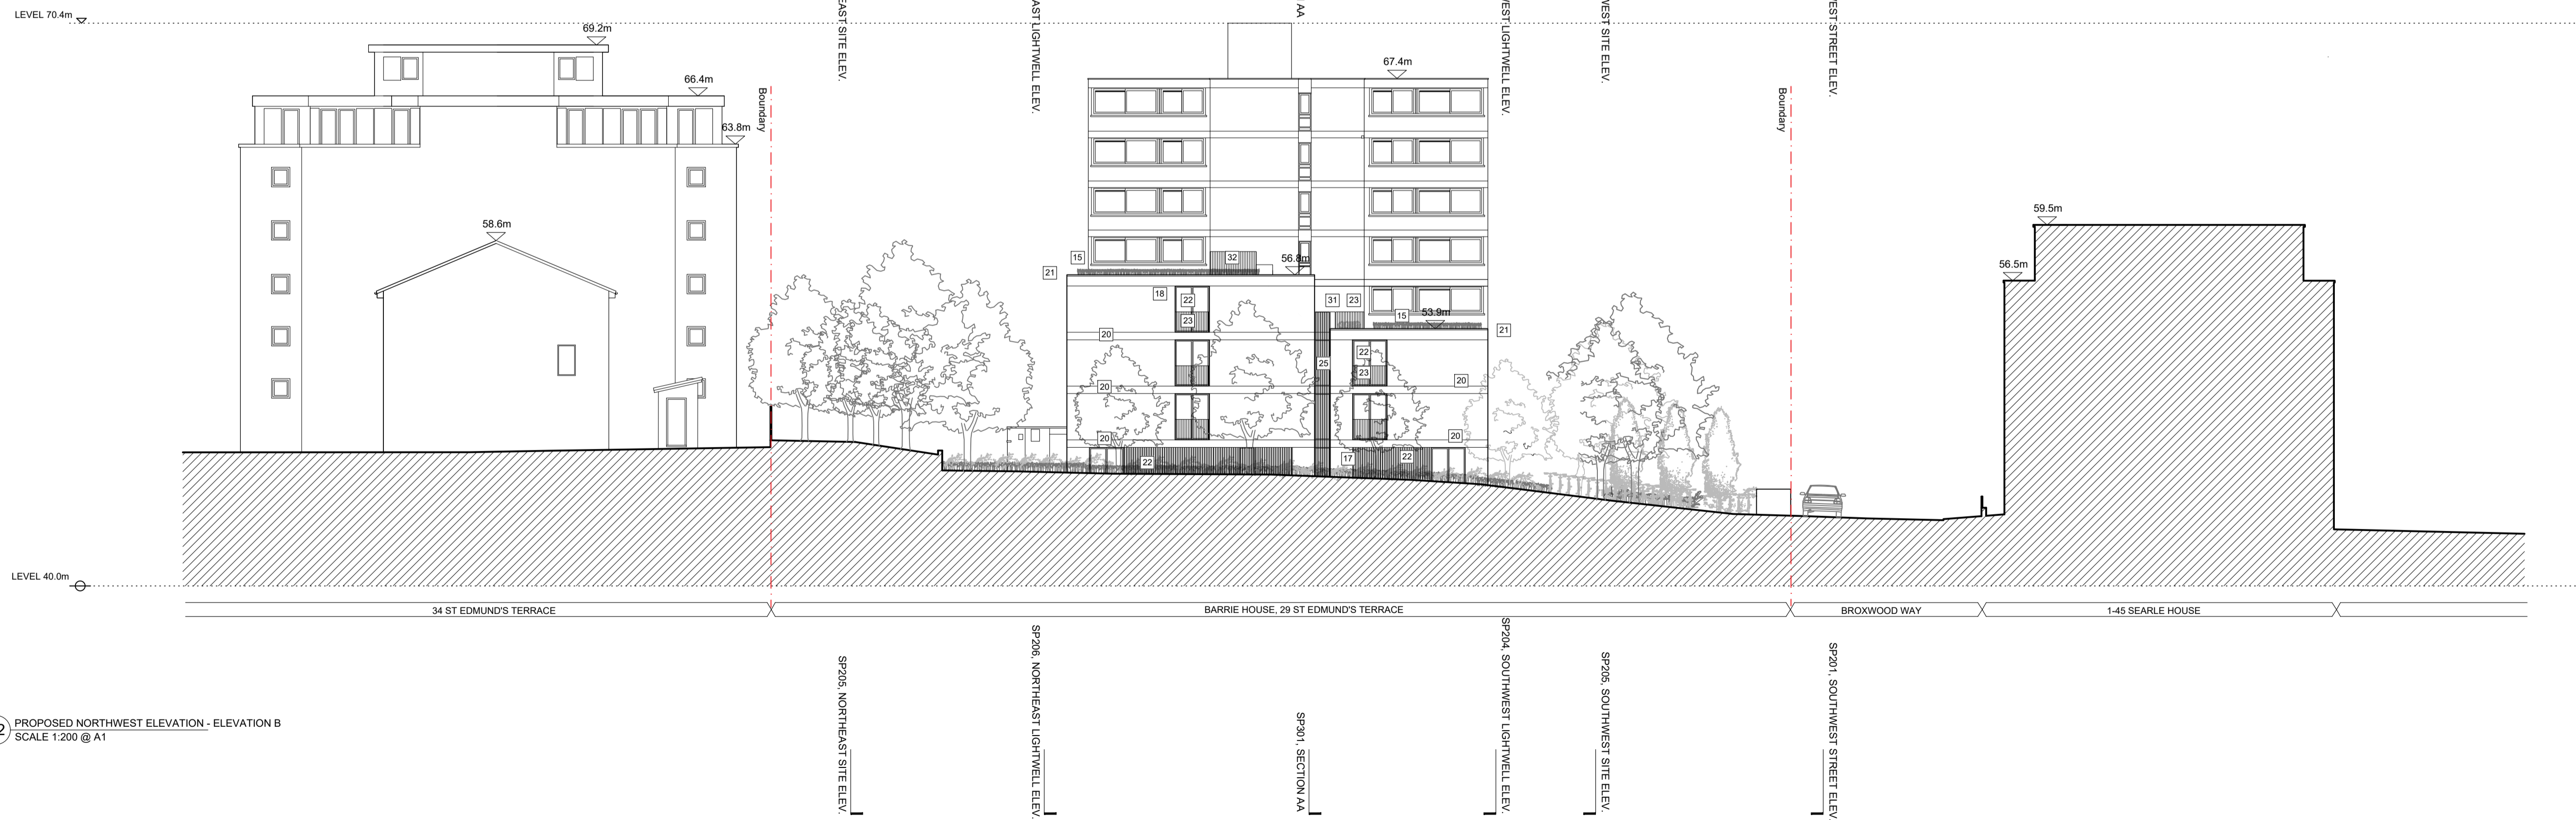 EAST SITE ELEV.
AST LIGHTWELL ELEV.
AA
WEST LIGHTWELL ELEV.
WEST SITE ELEV.
EST STREET ELEV.
LEVEL 70.4m
69.2m
66.4m
63.8m
58.6m
Boundary
67.4m
Boundary
59.5m
56.5m
15
32
56.8m
21
18
22
31
23
23
15
53.9m
21
20
22
25
23
20
20
20
20
22
17
22
LEVEL 40.0m
34 ST EDMUND'S TERRACE
BARRIE HOUSE, 29 ST EDMUND'S TERRACE
BROXWOOD WAY
1-45 SEARLE HOUSE
SP205, NORTHEAST SITE ELEV.
SP206, NORTHEAST LIGHTWELL ELEV.
SP301, SECTION AA
SP204, SOUTHWEST LIGHTWELL ELEV.
SP205, SOUTHWEST SITE ELEV.
SP201, SOUTHWEST STREET ELEV.
2
PROPOSED NORTHWEST ELEVATION - ELEVATION B
SCALE 1:200 @ A1